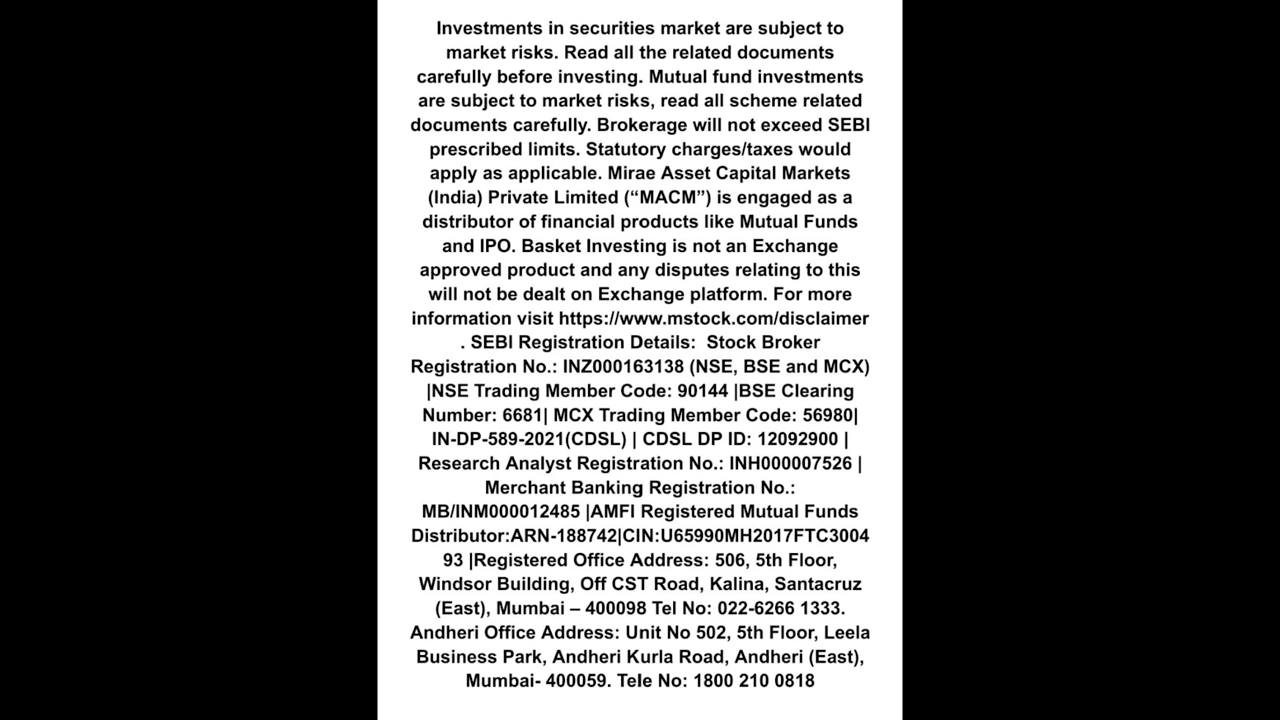 Investments in securities market are subject to
market risks. Read all the related documents
carefully before investing. Mutual fund investments
are subject to market risks, read all scheme related
documents carefully. Brokerage will not exceed SEBI
prescribed limits. Statutory charges/taxes would
apply as applicable. Mirae Asset Capital Markets
(India) Private Limited (“MACM”) is engaged as a
distributor of financial products like Mutual Funds
and IPO. Basket Investing is not an Exchange
approved product and any disputes relating to this
will not be dealt on Exchange platform. For more
information visit https://www.mstock.com/disclaimer
. SEBI Registration Details:  Stock Broker
Registration No.: INZ000163138 (NSE, BSE and MCX)
|NSE Trading Member Code: 90144 |BSE Clearing
Number: 6681| MCX Trading Member Code: 56980|
IN-DP-589-2021(CDSL) | CDSL DP ID: 12092900 |
Research Analyst Registration No.: INH000007526 |
Merchant Banking Registration No.:
MB/INM000012485 |AMFI Registered Mutual Funds
Distributor:ARN-188742|CIN:U65990MH2017FTC3004
93 |Registered Office Address: 506, 5th Floor,
Windsor Building, Off CST Road, Kalina, Santacruz
(East), Mumbai – 400098 Tel No: 022-6266 1333.
Andheri Office Address: Unit No 502, 5th Floor, Leela
Business Park, Andheri Kurla Road, Andheri (East),
Mumbai- 400059. Tele No: 1800 210 0818